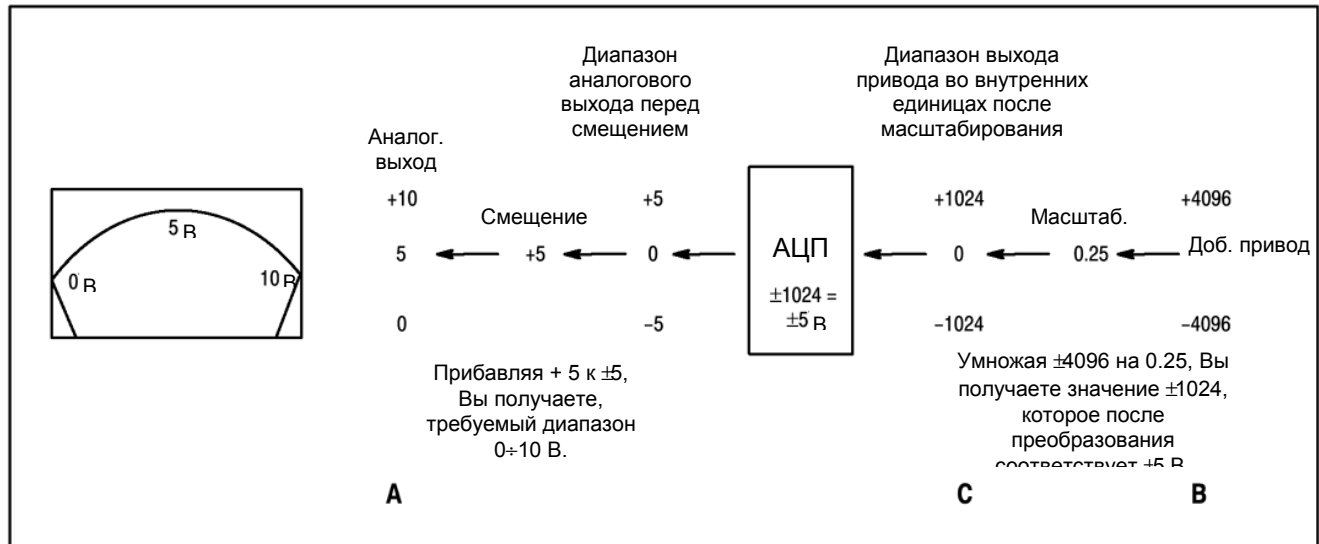 Диапазон
аналогового
выхода перед
смещением
Диапазон выхода
привода во внутренних
единицах после
масштабирования
Аналог.
выход
+10
5
0
Смещение
+5
+5
0
-5
АЦП
±1024 =
±5 В
+1024
0
−1024
Масштаб.
0.25
+4096
Доб. привод
−4096
5 В
0 В
10 В
Прибавляя + 5 к ±5,
Вы получаете,
требуемый диапазон
0÷10 В.
Умножая ±4096 на 0.25, Вы
получаете значение ±1024,
которое после
преобразования
соответствует ±5 В
A
C
B